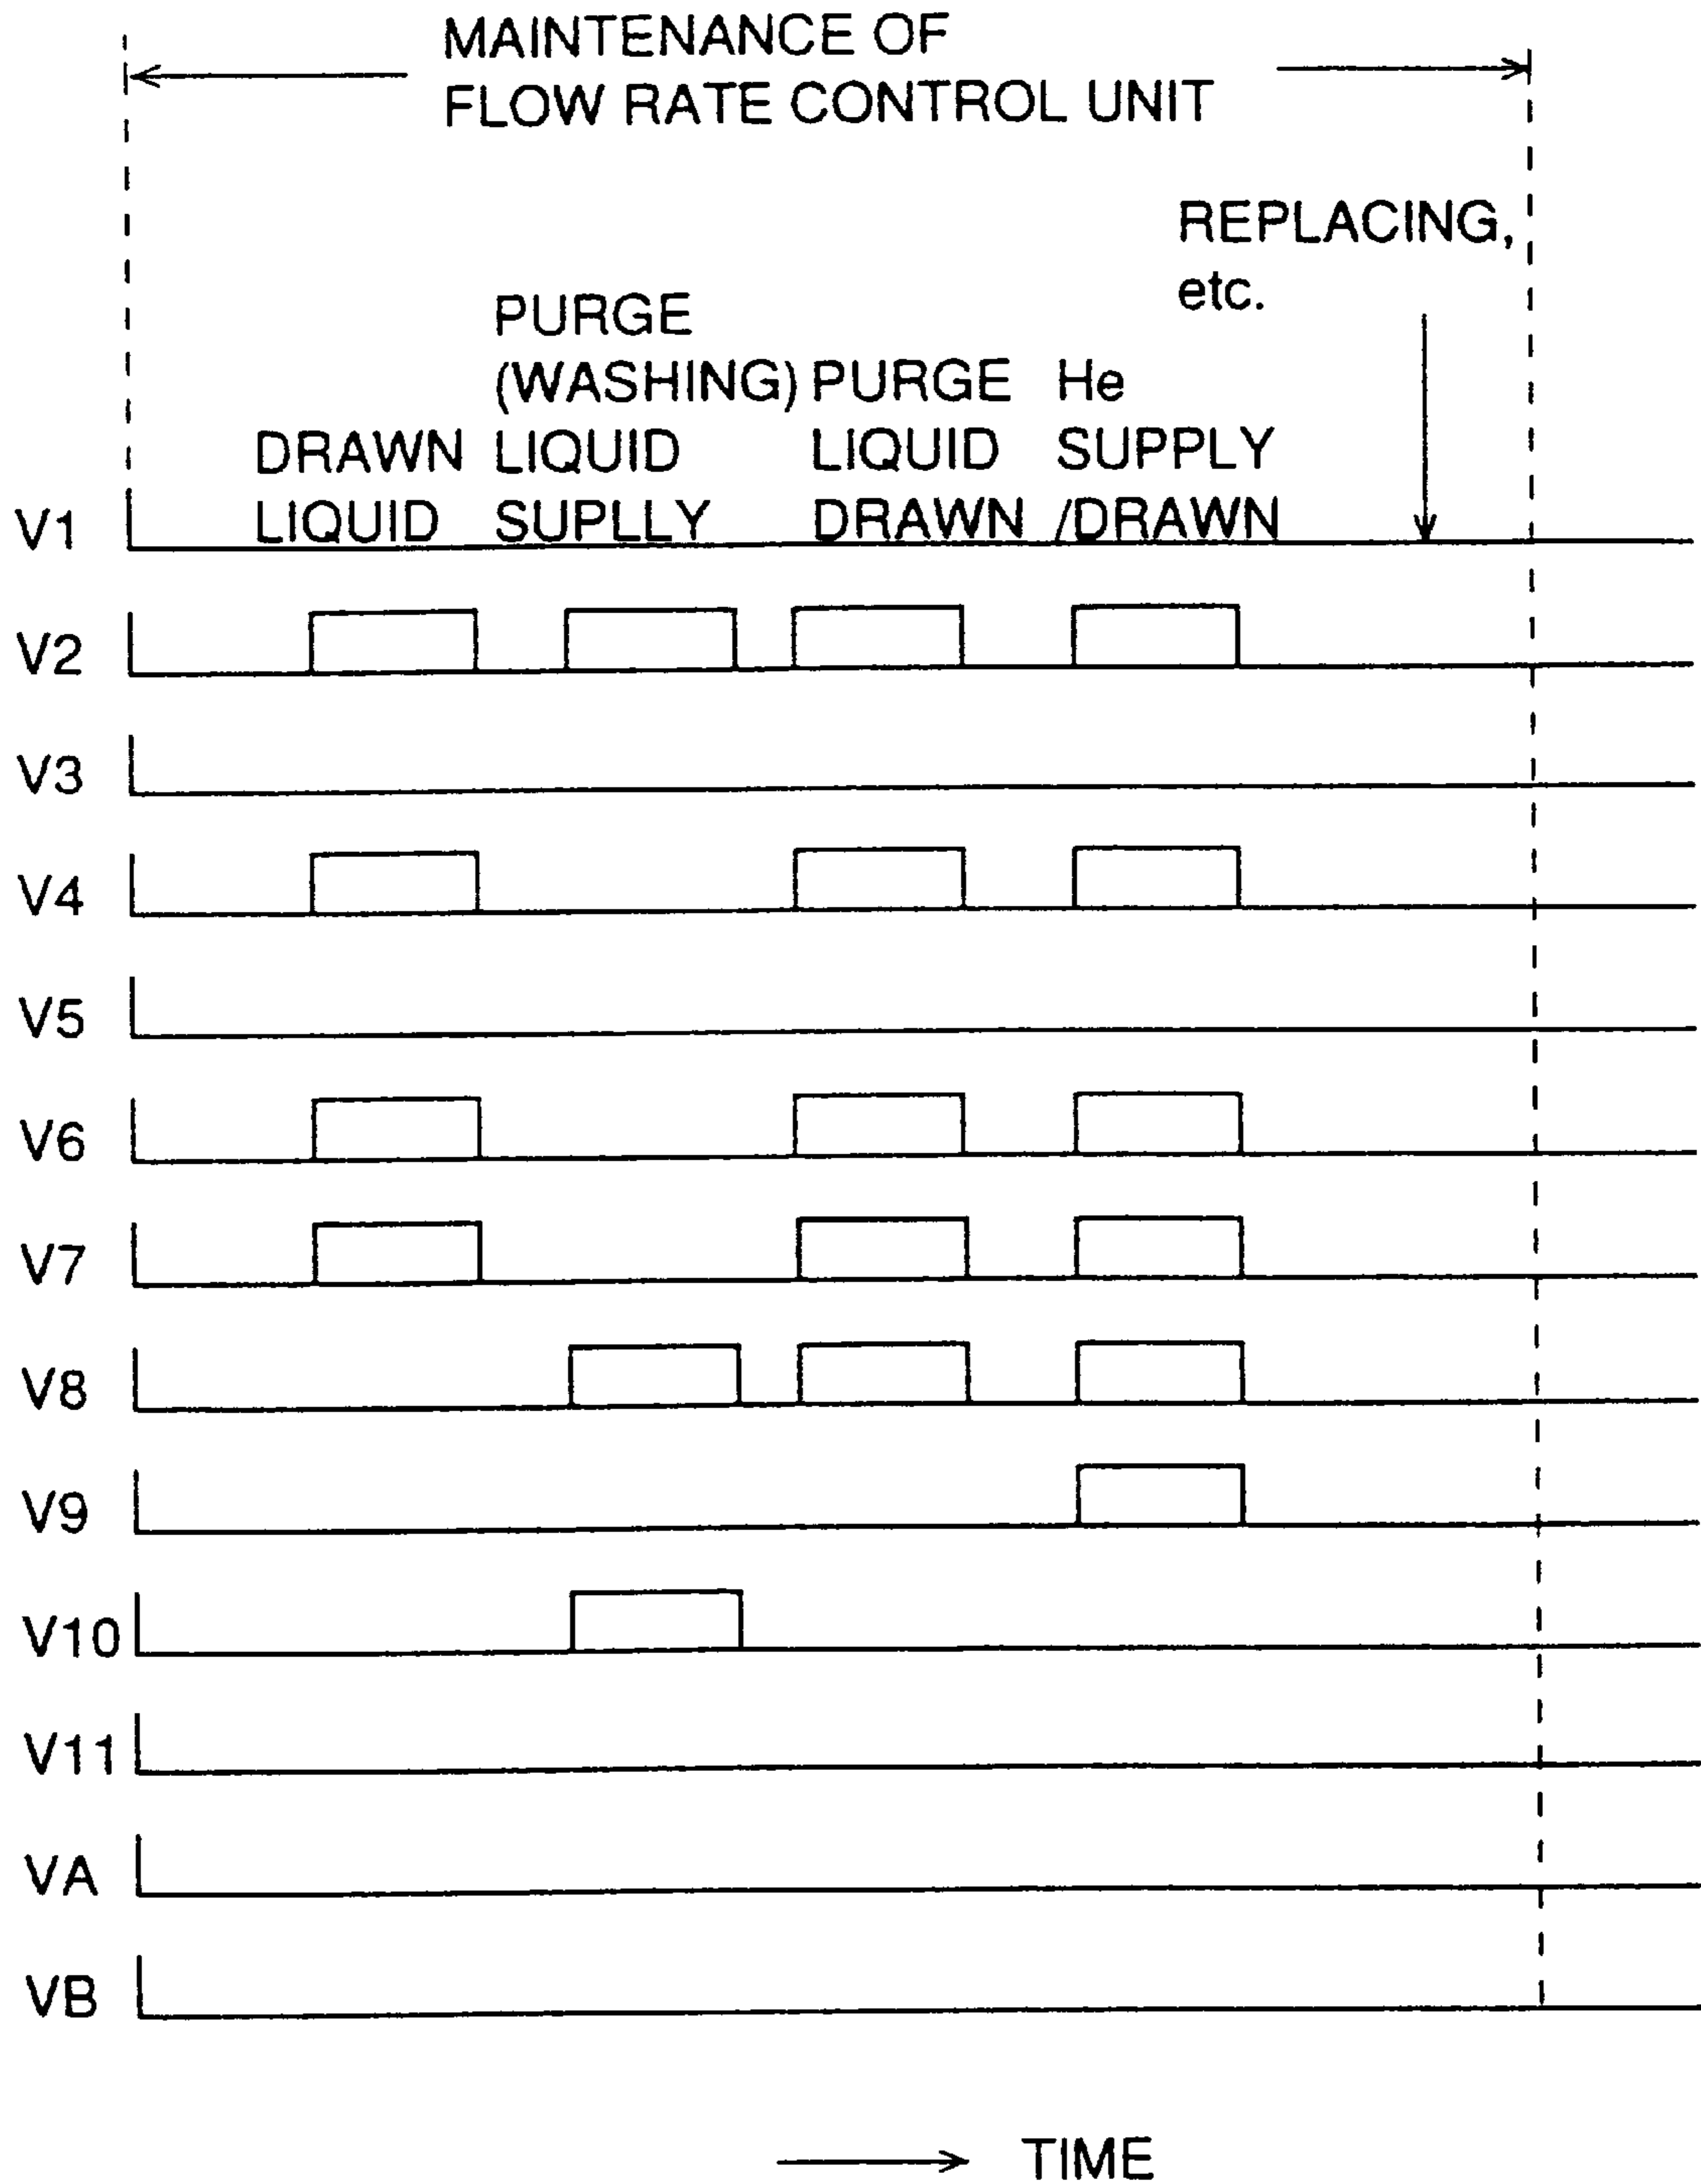 MAINTENANCE OF
FLOW RATE CONTROL UNIT
REPLACING,
etc.
DRAWN
LIQUID
PURGE
(WASHING)
LIQUID
SUPLLY
PURGE
LIQUID
DRAWN
He
SUPPLY
/DRAWN
V1
V2
V3
V4
V5
V6
V7
V8
V9
V10
V11
VA
VB
TIME